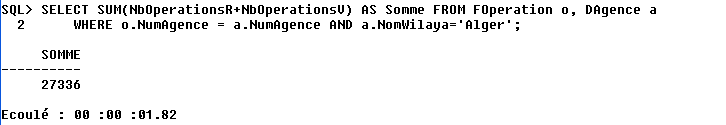 SQL> SELECT SUM(NbOperationsR+NbOperationsV) AS Somme FROM FOperation o, DAgence a
  2      WHERE o.NumAgence = a.NumAgence AND a.NomWilaya='Alger';
     SOMME
----------
     27336
Ecoulé : 00 :00 :01.82